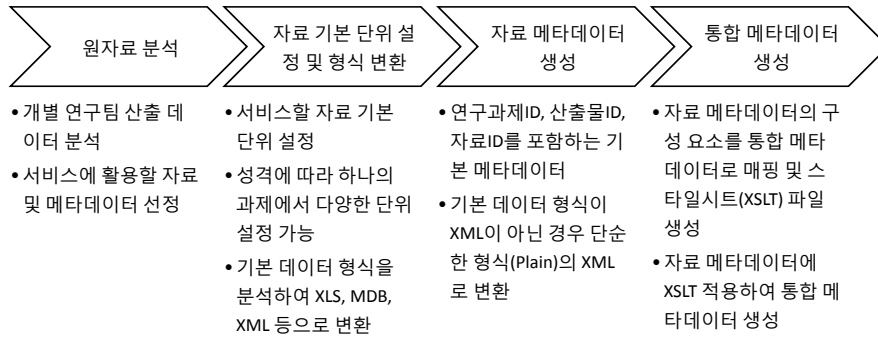 원자료 분석
자료 기본 단위 설
정 및 형식 변환
자료 메타데이터
생성
통합 메타데이터
생성
• 개별 연구팀 산출 데
이터 분석
• 서비스에 활용할 자료
및 메타데이터 선정
• 서비스할 자료 기본
단위 설정
• 성격에 따라 하나의
과제에서 다양한 단위
설정 가능
• 기본 데이터 형식을
분석하여 XLS, MDB,
XML 등으로 변환
• 연구과제ID, 산출물ID,
자료ID를 포함하는 기
본 메타데이터
• 기본 데이터 형식이
XML이 아닌 경우 단순
한 형식(Plain)의 XML
로 변환
• 자료 메타데이터의 구
성 요소를 통합 메타
데이터로 매핑 및 스
타일시트(XSLT) 파일
생성
• 자료 메타데이터에
XSLT 적용하여 통합 메
타데이터 생성